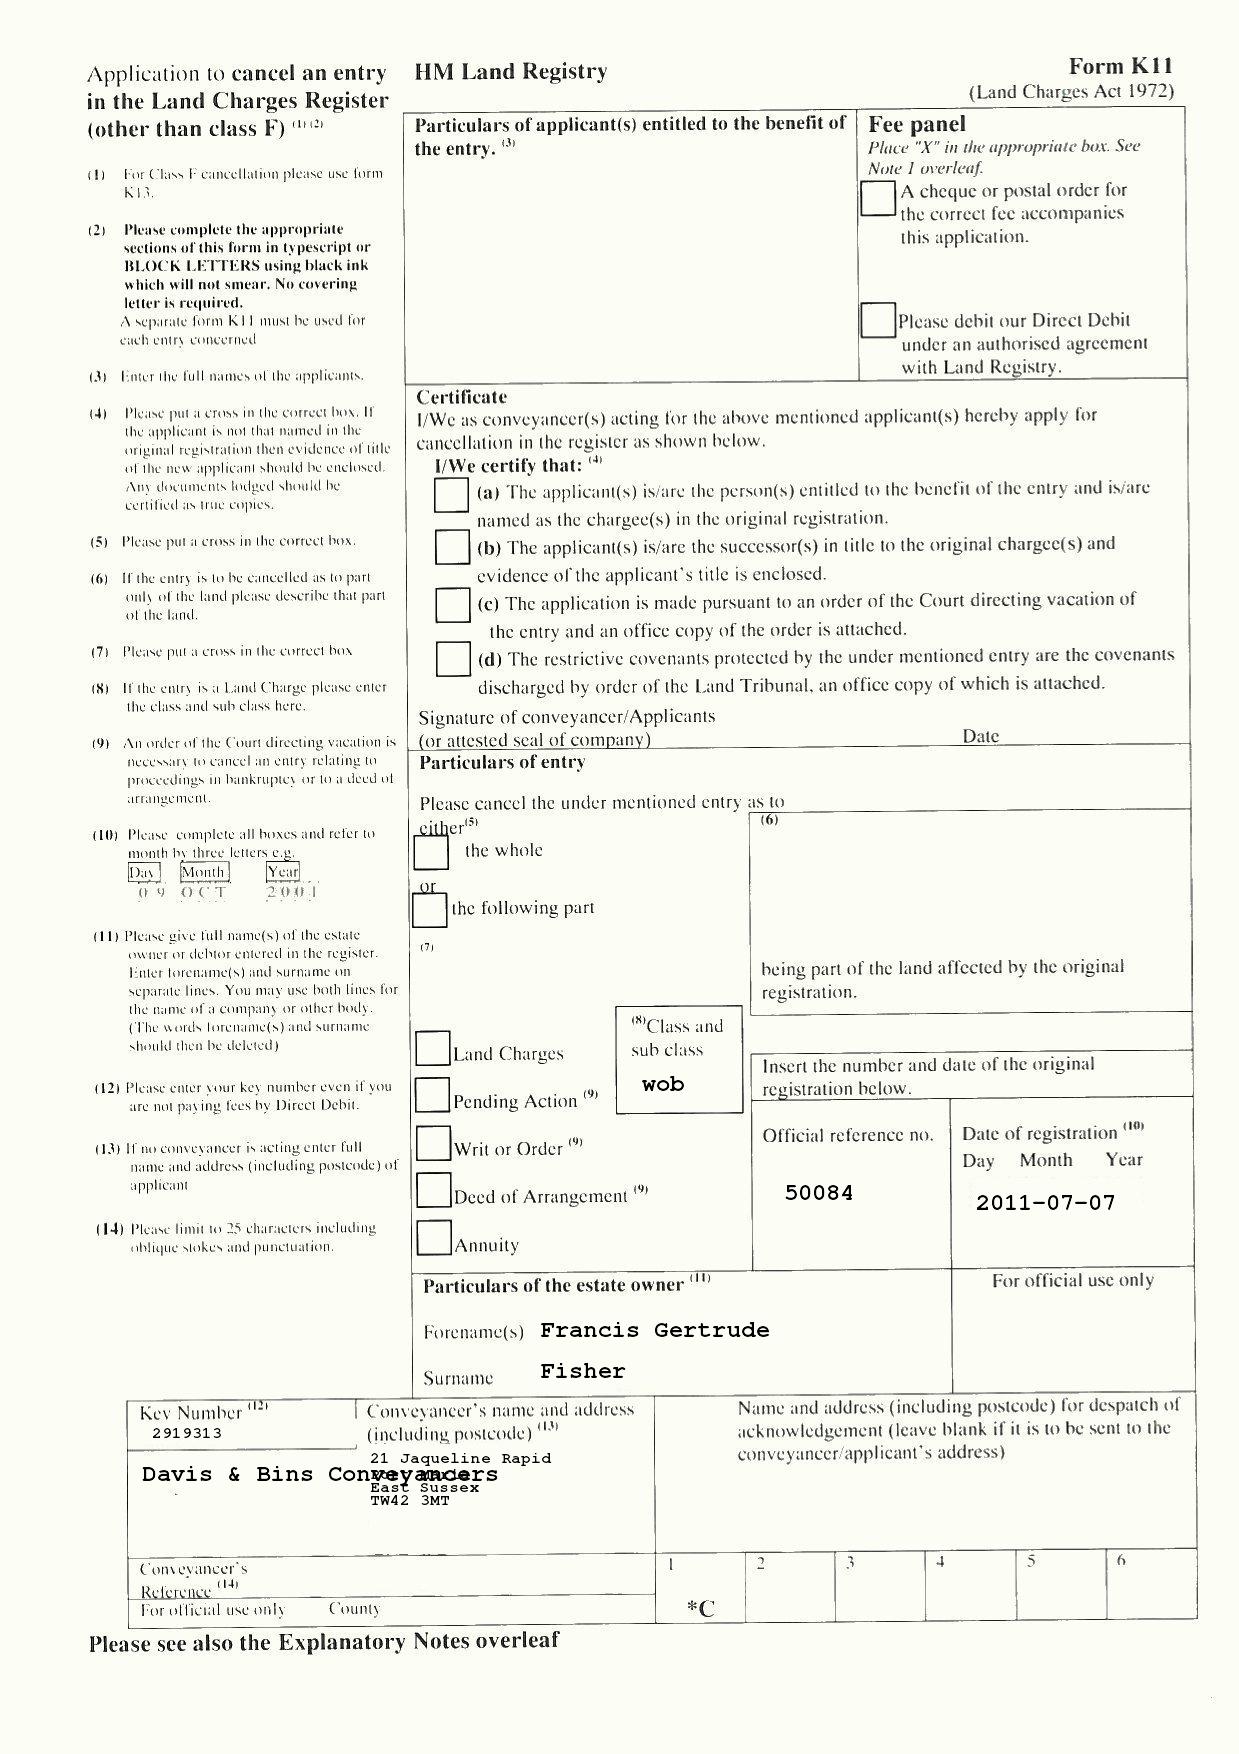 Application to cancel an entry
in the Land Charges Register
(other than class F) (1) (2)
HM Land Registry
Form K11
(Land Charges Act 1972)
(1) For Class F cancellation please use form
K13.
(2) Please complete the appropriate
sections of this form in typescript or
BLOCK LETTERS using black ink
which will not smear. No covering
letter is required.
A separate form K11 must be used for
each entry concerned
(3) Enter the full names of the applicants.
(4) Please put a cross in the correct box. If
the applicant is not that named in the
original registration then evidence of title
of the new applicant should be enclosed.
Any documents lodged should be
certified as true copies.
(5) Please put a cross in the correct box.
(6) If the entry is to be cancelled as to part
only of the land please describe that part
of the land.
(7) Please put a cross in the correct box
(8) If the entry is a Land Charge please enter
the class and sub class here.
(9) An order of the Court directing vacation is
necessary to cancel an entry relating to
proceedings in bankruptcy or to a deed of
arrangement.
(10) Please complete all boxes and refer to
month by three letters e.g.
Day Month Year
09 OCT 2001
(11) Please give full name(s) of the estate
owner or debtor entered in the register.
Enter forename(s) and surname on
separate lines. You may use both lines for
the name of a company or other body.
(The words forename(s) and surname
should then be deleted)
(12) Please enter your key number even if you
are not paying fees by Direct Debit.
(13) If no conveyancer is acting enter full
name and address (including postcode) of
applicant
(14) Please limit to 25 characters including
oblique stokes and punctuation.
Particulars of applicant(s) entitled to the benefit of
the entry. (3)
Fee panel
Place "X" in the appropriate box. See
Note 1 overleaf.
A cheque or postal order for
the correct fee accompanies
this application.
Please debit our Direct Debit
under an authorised agreement
with Land Registry.
Certificate
I/We as conveyancer(s) acting for the above mentioned applicant(s) hereby apply for
cancellation in the register as shown below.
I/We certify that: (4)
(a) The applicant(s) is/are the person(s) entitled to the benefit of the entry and is/are
named as the chargee(s) in the original registration.
(b) The applicant(s) is/are the successor(s) in title to the original chargee(s) and
evidence of the applicant's title is enclosed.
(c) The application is made pursuant to an order of the Court directing vacation of
the entry and an office copy of the order is attached.
(d) The restrictive covenants protected by the under mentioned entry are the covenants
discharged by order of the Land Tribunal, an office copy of which is attached.
Signature of conveyancer/Applicants
(or attested seal of company) Date
Particulars of entry
Please cancel the under mentioned entry as to
either(5)
the whole
or
the following part
(6)
being part of the land affected by the original
registration.
(7)
Land Charges
Pending Action (9)
Writ or Order (9)
Deed of Arrangement (9)
Annuity
(8)Class and
sub class
wob
Insert the number and date of the original
registration below.
Official reference no.
50084
Date of registration (10)
Day Month Year
2011-07-07
Particulars of the estate owner (11)
Forename(s) Francis Gertrude
Surname Fisher
For official use only
Key Number (12)
2919313
Conveyancer's name and address
(including postcode) (13)
21 Jaqueline Rapid
Davis & Bins Conveyancers
East Sussex
TW42 3MT
Name and address (including postcode) for despatch of
acknowledgement (leave blank if it is to be sent to the
conveyancer/applicant's address)
Conveyancer's
Reference (14)
For official use only County
1 2 3 4 5 6
*C
Please see also the Explanatory Notes overleaf